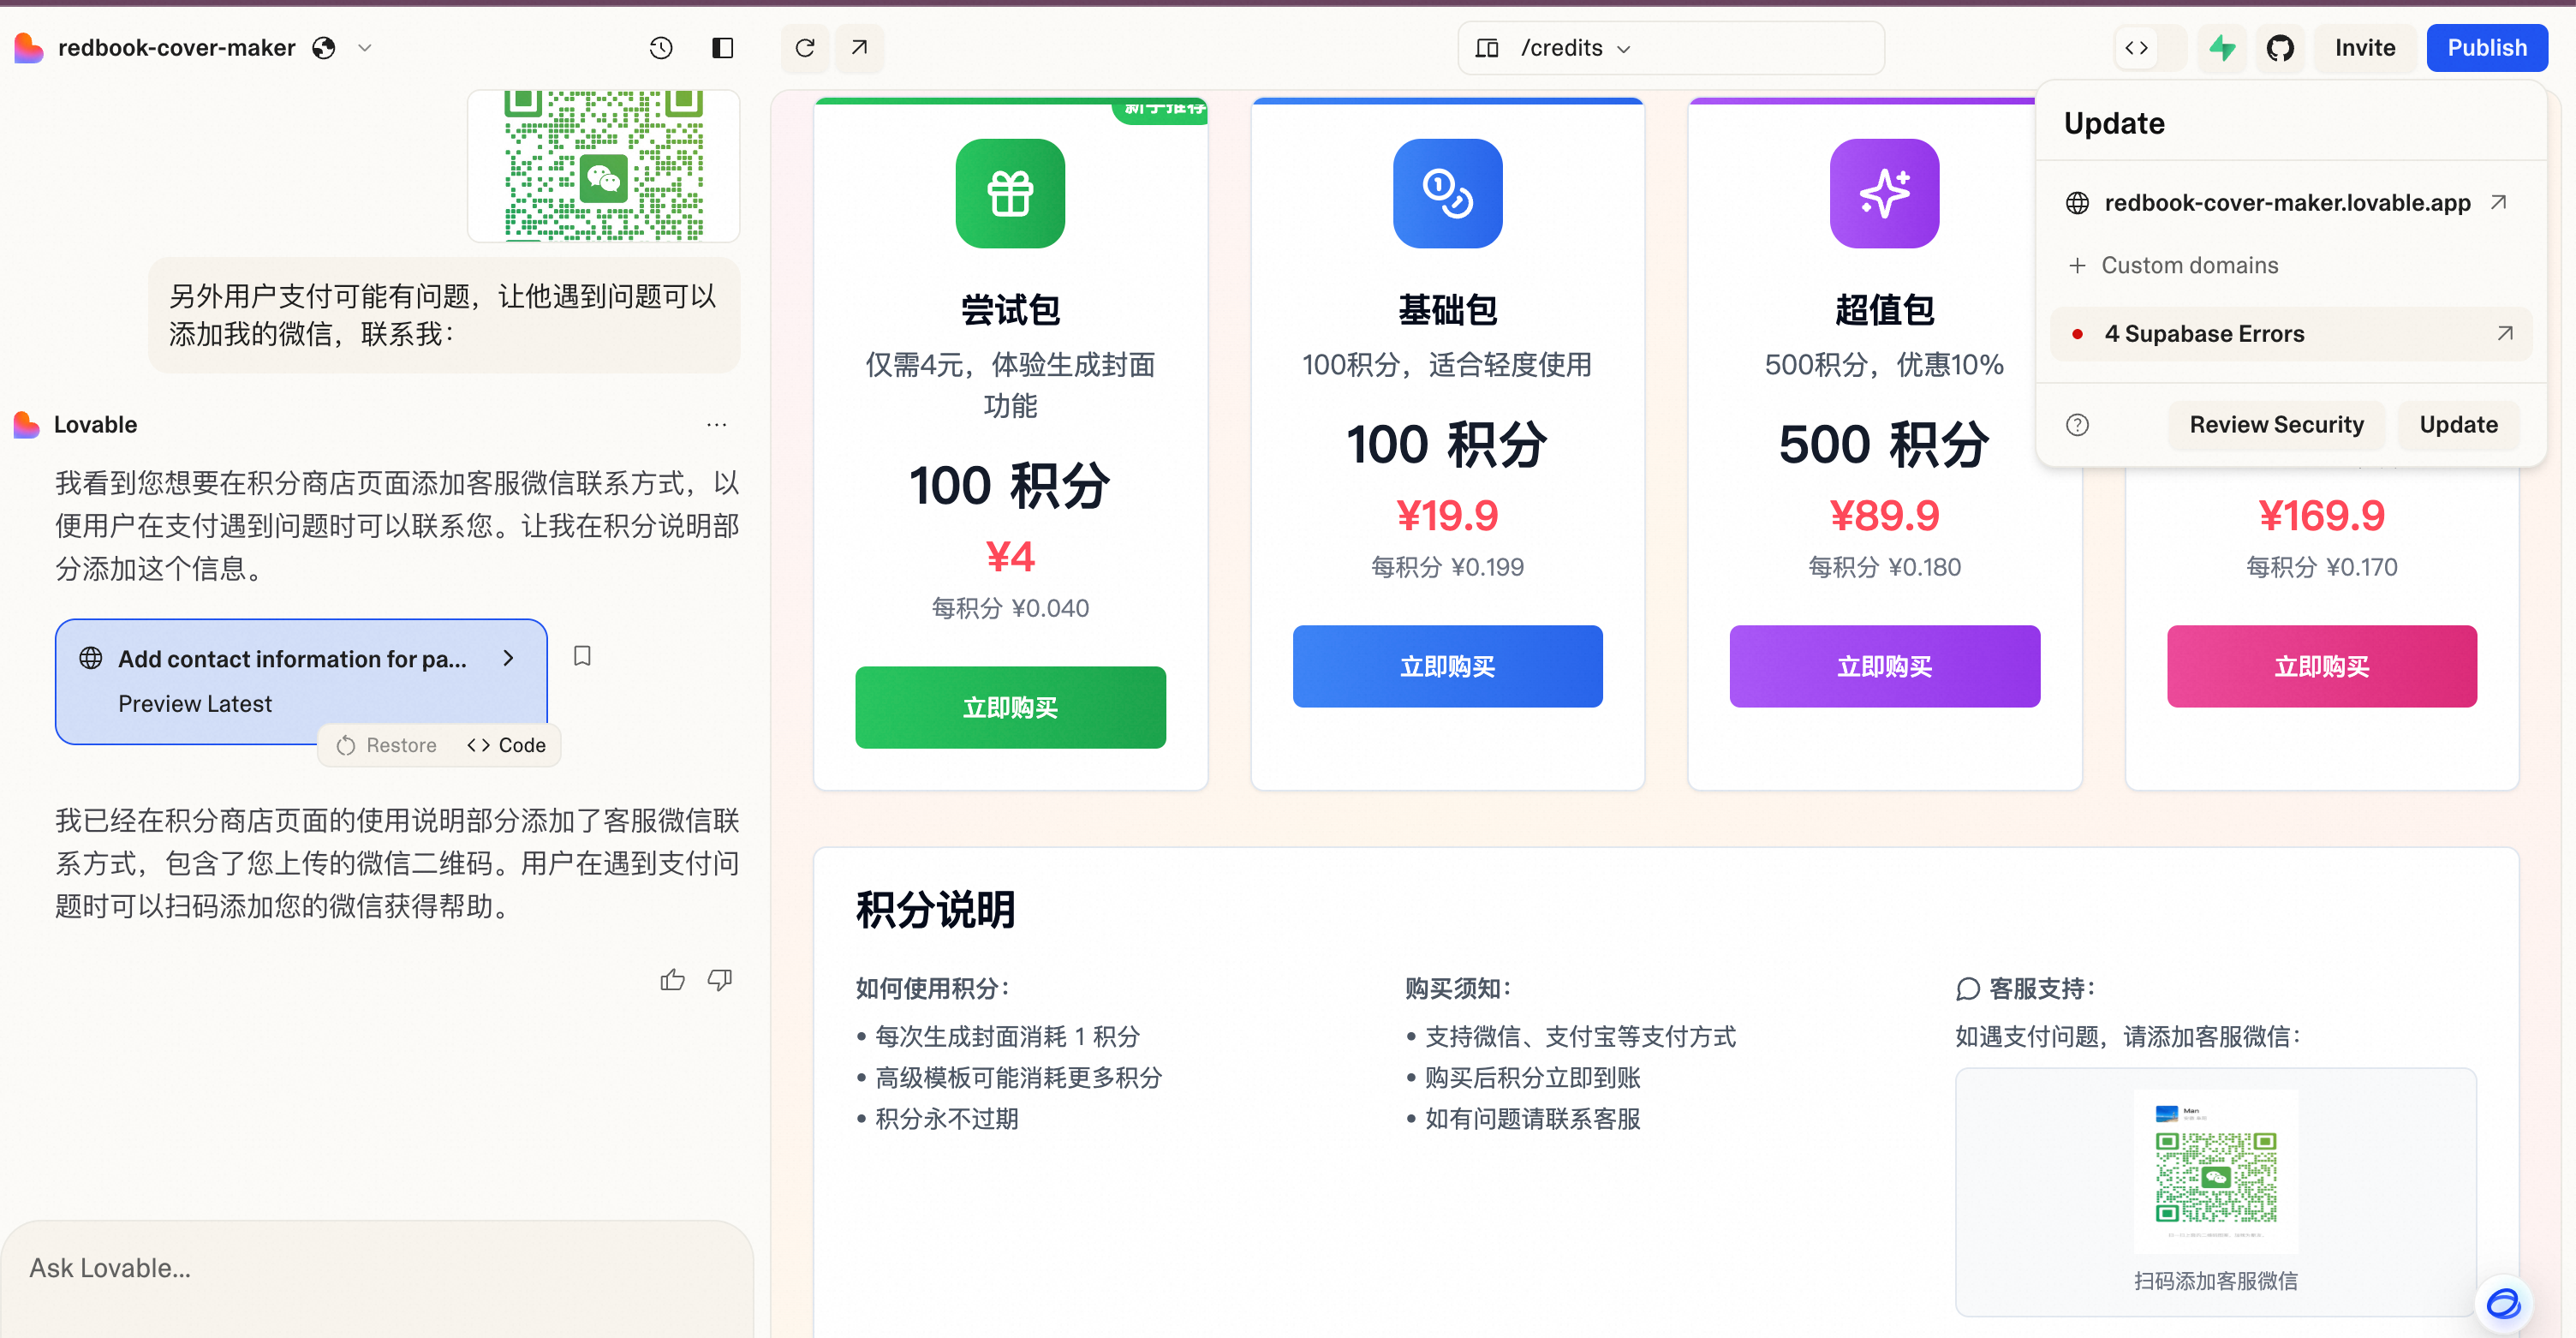 redbook-cover-maker
/credits
Invite
Publish
另外用户支付可能有问题，让他遇到问题可以
添加我的微信，联系我：
Lovable
我看到您想要在积分商店页面添加客服微信联系方式，以
便用户在支付遇到问题时可以联系您。让我在积分说明部
分添加这个信息。
Add contact information for pa...
Preview Latest
Restore
Code
我已经在积分商店页面的使用说明部分添加了客服微信联
系方式，包含了您上传的微信二维码。用户在遇到支付问
题时可以扫码添加您的微信获得帮助。
Ask Lovable...
新手推荐
尝试包
仅需4元，体验生成封面
功能
100 积分
¥4
每积分 ¥0.040
立即购买
基础包
100积分，适合轻度使用
100 积分
¥19.9
每积分 ¥0.199
立即购买
超值包
500积分，优惠10%
500 积分
¥89.9
每积分 ¥0.180
立即购买
¥169.9
每积分 ¥0.170
立即购买
Update
redbook-cover-maker.lovable.app
Custom domains
4 Supabase Errors
Review Security
Update
积分说明
如何使用积分：
• 每次生成封面消耗 1 积分
• 高级模板可能消耗更多积分
• 积分永不过期
购买须知：
• 支持微信、支付宝等支付方式
• 购买后积分立即到账
• 如有问题请联系客服
客服支持：
如遇支付问题，请添加客服微信：
Man
扫码添加客服微信